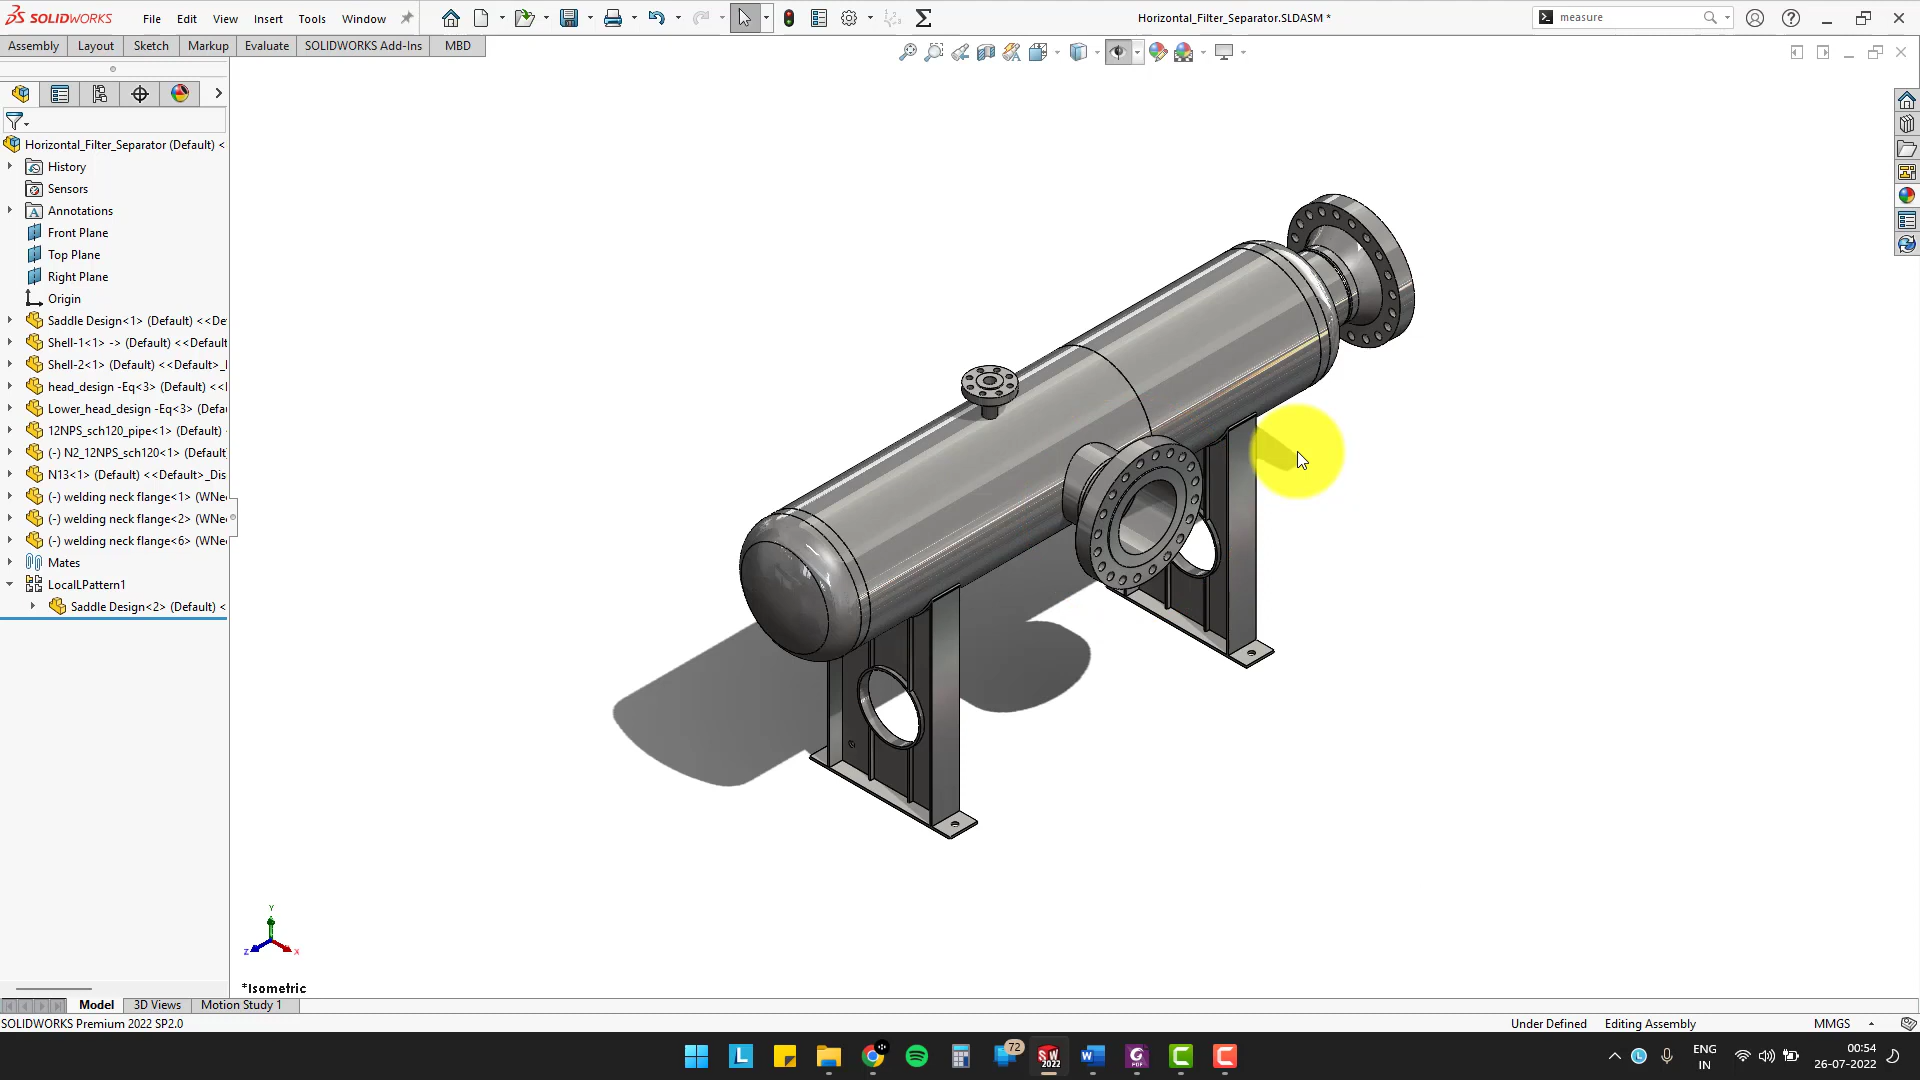 SOLIDWORKS File Edit View Insert Tools Window
Horizontal_Filter_Separator.SLDASM *
measure
Assembly Layout Sketch Markup Evaluate SOLIDWORKS Add-Ins MBD
Horizontal_Filter_Separator (Default) <
History
Sensors
A Annotations
Front Plane
Top Plane
Right Plane
Origin
Saddle Design<1> (Default) <<De
Shell-1<1> -> (Default) <<Default
Shell-2<1> (Default) <<Default>_
head_design -Eq<3> (Default) <<
Lower_head_design -Eq<3> (Defau
12NPS_sch120_pipe<1> (Default)
(-) N2_12NPS_sch120<1> (Default)
N13<1> (Default) <<Default>_Dis
(-) welding neck flange<1> (WNe
(-) welding neck flange<2> (WNe
(-) welding neck flange<6> (WNe
Mates
LocalLPattern1
Saddle Design<2> (Default) <
Y
Z
X
*Isometric
Model 3D Views Motion Study 1
SOLIDWORKS Premium 2022 SP2.0
Under Defined Editing Assembly MMGS
L
72
SW
2022
W
PDF
C
C
L
ENG
IN
00:54
26-07-2022